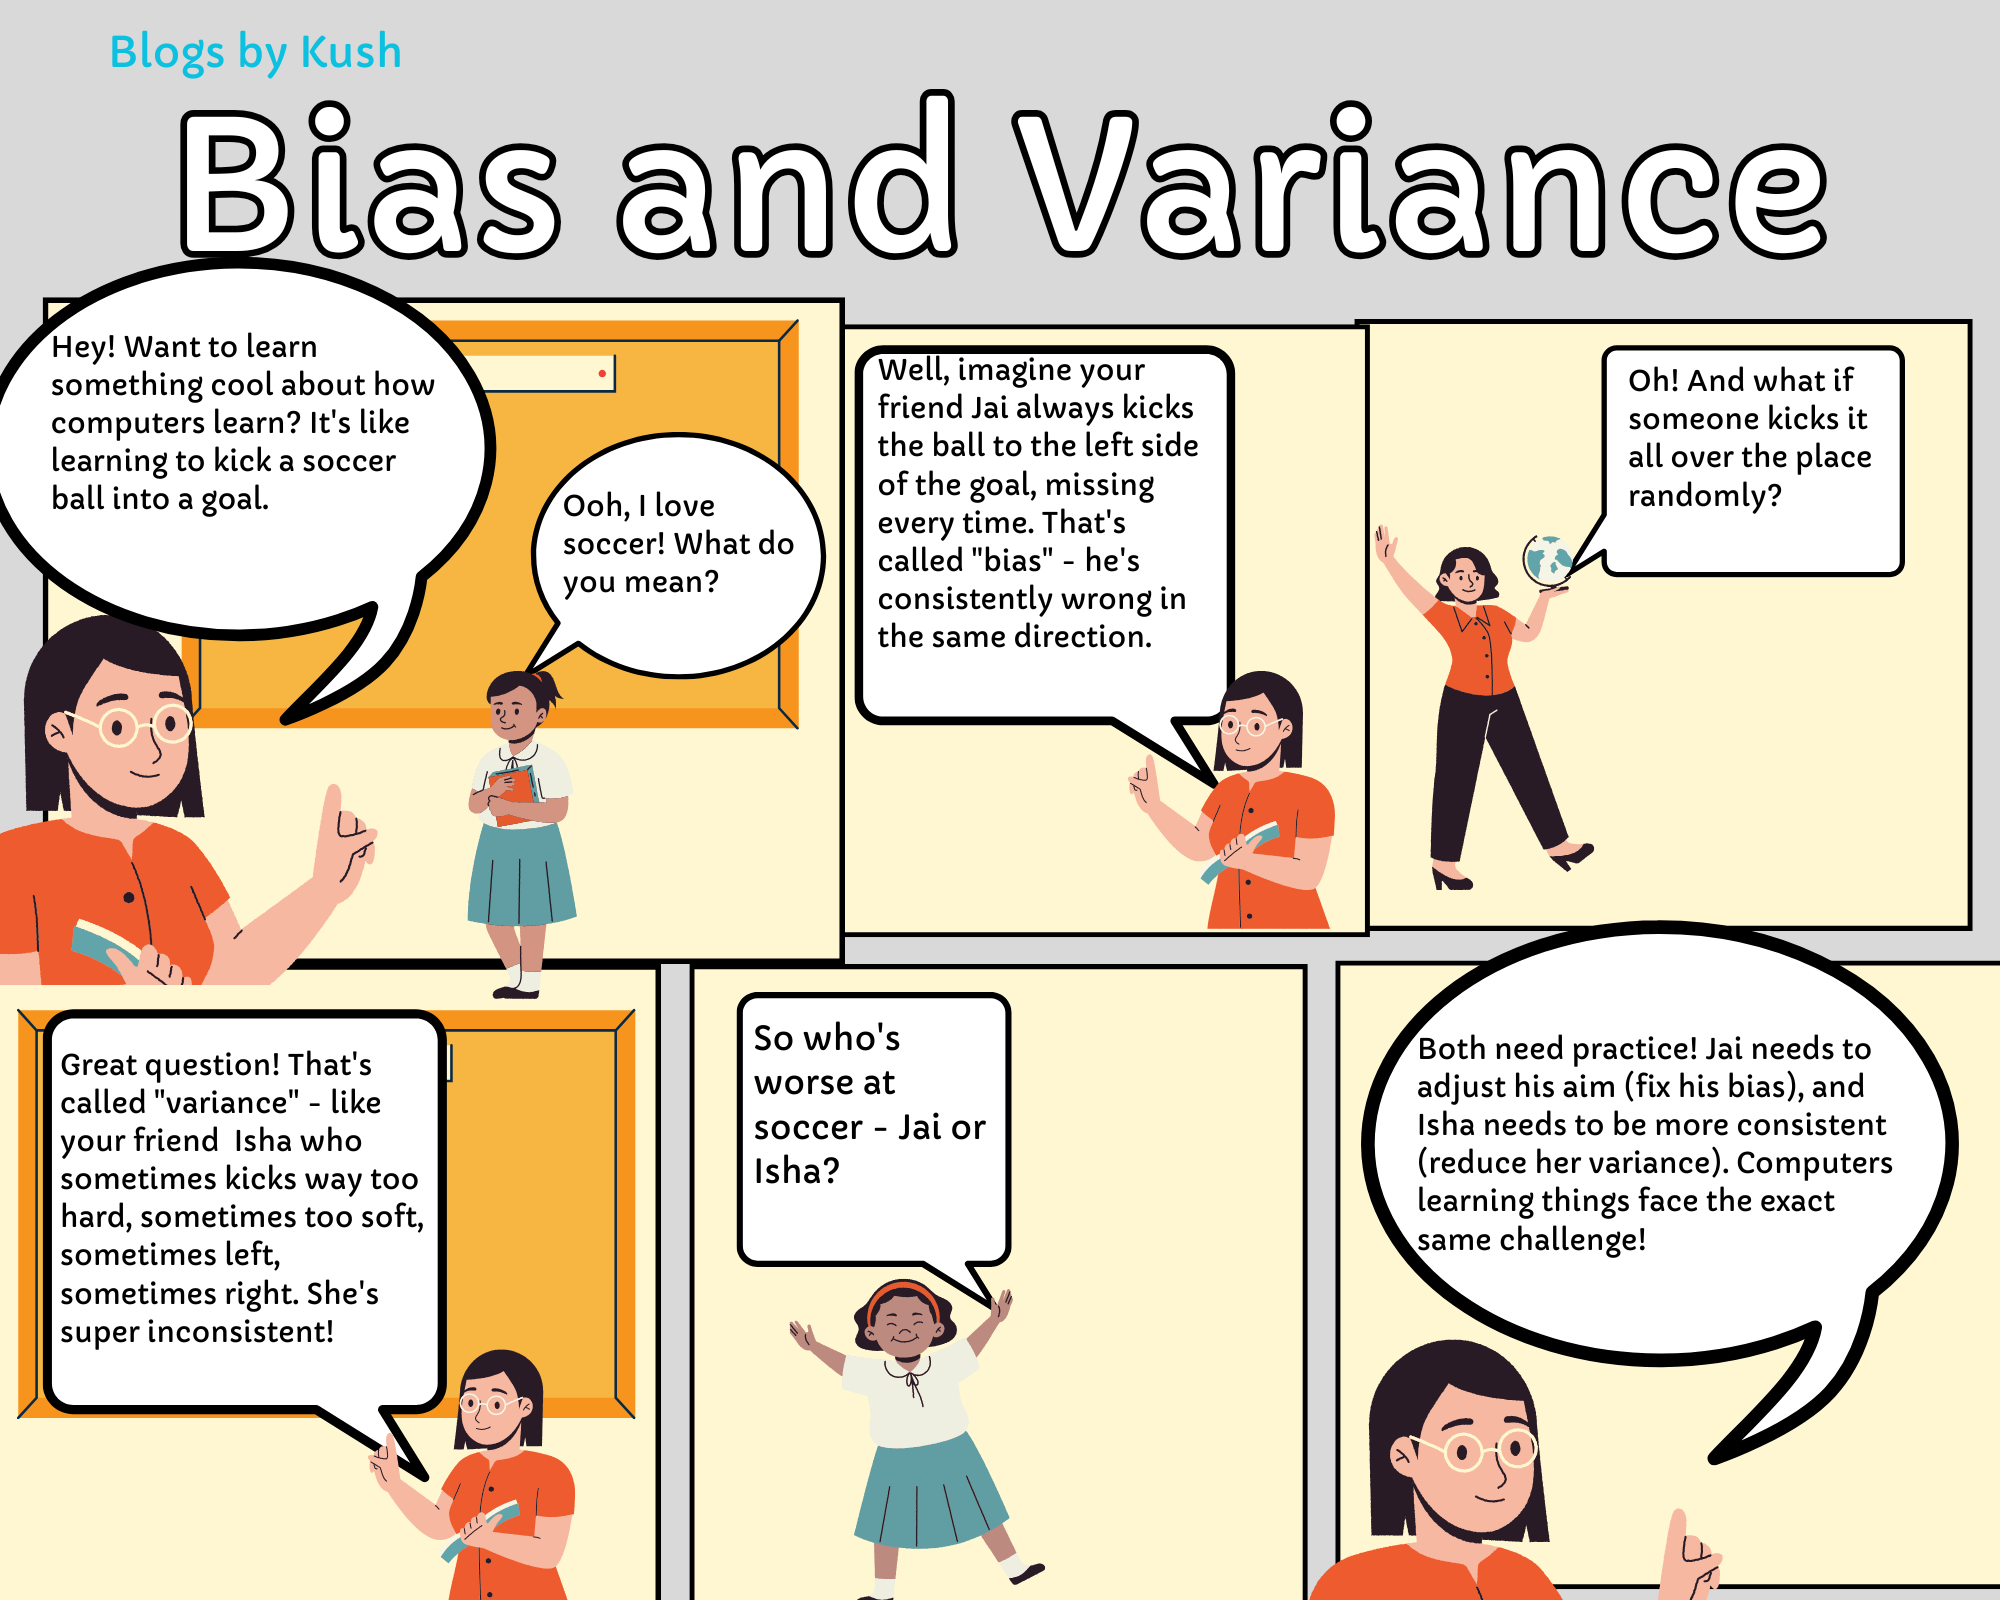 Blogs by Kush
Bias and Variance
Hey! Want to learn
something cool about how
computers learn? It's like
learning to kick a soccer
ball into a goal.
Ooh, I love
soccer! What do
you mean?
Well, imagine your
friend Jai always kicks
the ball to the left side
of the goal, missing
every time. That's
called "bias" - he's
consistently wrong in
the same direction.
Oh! And what if
someone kicks it
all over the place
randomly?
Great question! That's
called "variance" - like
your friend  Isha who
sometimes kicks way too
hard, sometimes too soft,
sometimes left,
sometimes right. She's
super inconsistent!
So who's
worse at
soccer - Jai or
Isha?
Both need practice! Jai needs to
adjust his aim (fix his bias), and
Isha needs to be more consistent
(reduce her variance). Computers
learning things face the exact
same challenge!